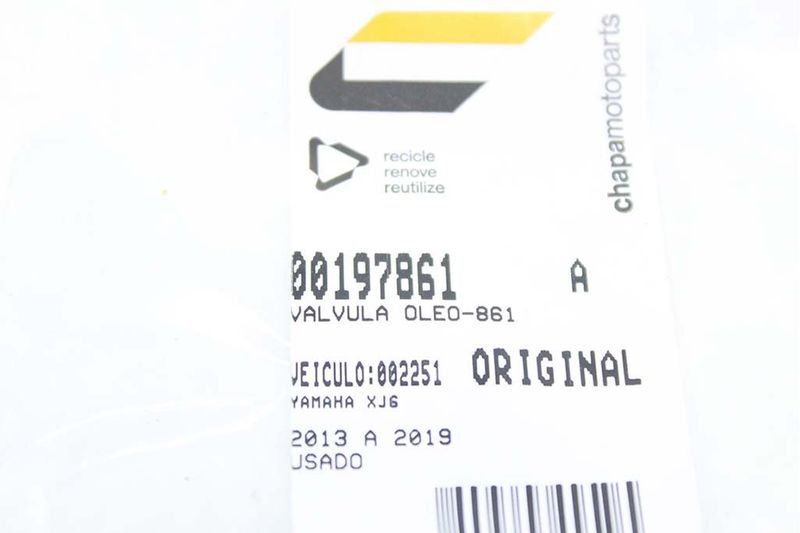 recicle
renove
reutilize
chapamotoparts
00197861 A
VALVULA OLEO-861
VEICULO:002251 ORIGINAL
YAMAHA XJ6
2013 A 2019
USADO